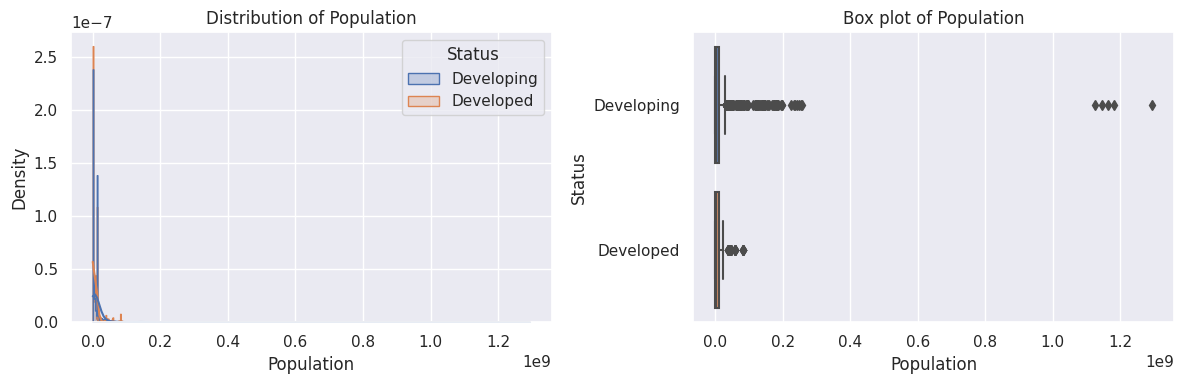 Distribution of Population
1e−7
Density
2.5
2.0
1.5
1.0
0.5
0.0
Status
Developing
Developed
0.0 0.2 0.4 0.6 0.8 1.0 1.2
1e9
Population
Box plot of Population
Status
Developing
Developed
0.0 0.2 0.4 0.6 0.8 1.0 1.2
1e9
Population